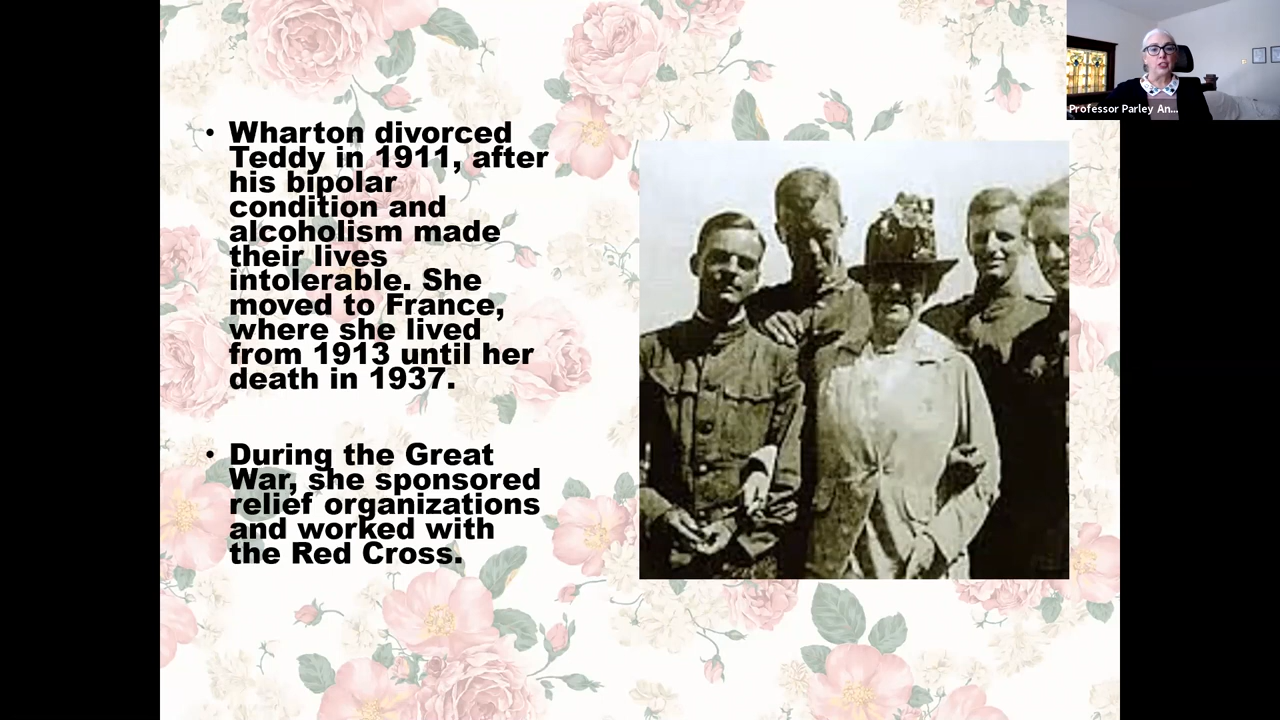 • Wharton divorced
Teddy in 1911, after
his bipolar
condition and
alcoholism made
their lives
intolerable. She
moved to France,
where she lived
from 1913 until her
death in 1937.
• During the Great
War, she sponsored
relief organizations
and worked with
the Red Cross.
Professor Parley An...